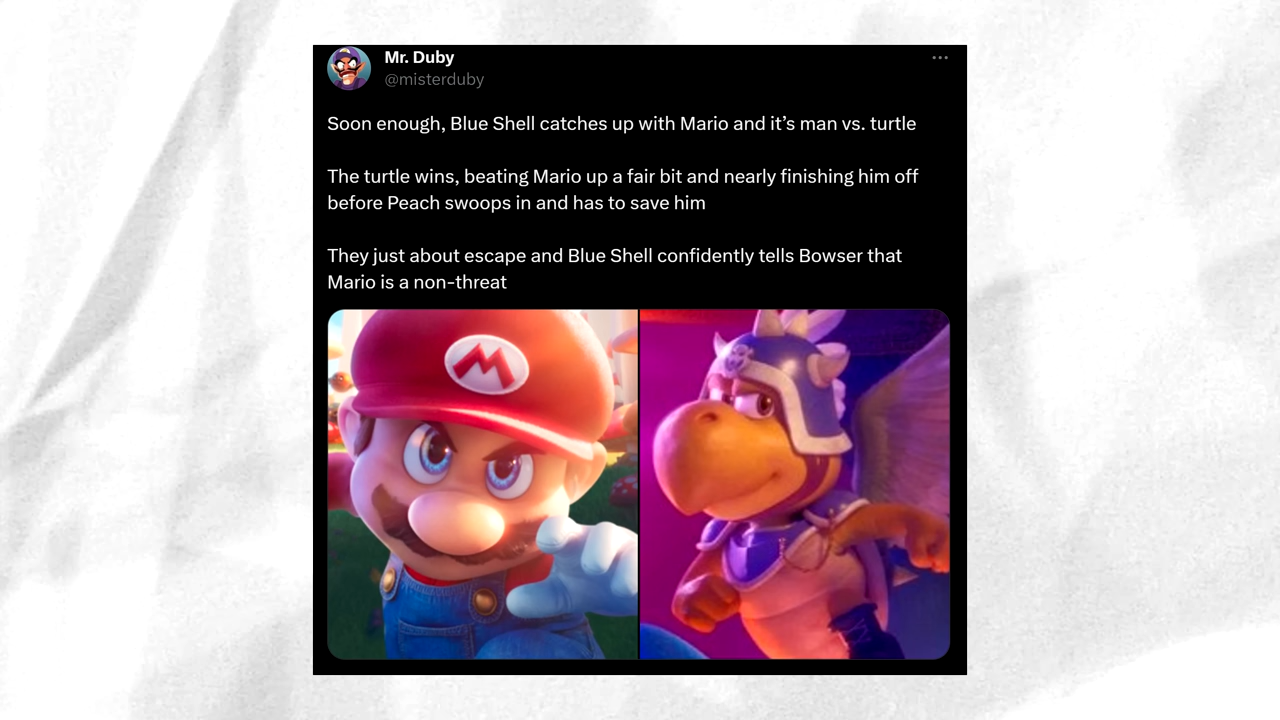 Mr. Duby
@misterduby
Soon enough, Blue Shell catches up with Mario and it’s man vs. turtle
The turtle wins, beating Mario up a fair bit and nearly finishing him off
before Peach swoops in and has to save him
They just about escape and Blue Shell confidently tells Bowser that
Mario is a non-threat
M